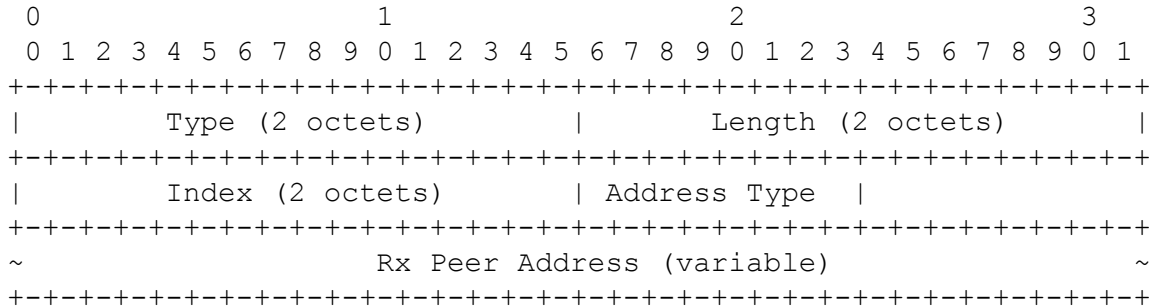 0                   1                   2                   3
 0 1 2 3 4 5 6 7 8 9 0 1 2 3 4 5 6 7 8 9 0 1 2 3 4 5 6 7 8 9 0 1
+-+-+-+-+-+-+-+-+-+-+-+-+-+-+-+-+-+-+-+-+-+-+-+-+-+-+-+-+-+-+-+-+
|        Type (2 octets)        |       Length (2 octets)       |
+-+-+-+-+-+-+-+-+-+-+-+-+-+-+-+-+-+-+-+-+-+-+-+-+-+-+-+-+-+-+-+-+
|        Index (2 octets)       | Address Type  |
+-+-+-+-+-+-+-+-+-+-+-+-+-+-+-+-+-+-+-+-+-+-+-+-+-+-+-+-+-+-+-+-+
~                    Rx Peer Address (variable)                 ~
+-+-+-+-+-+-+-+-+-+-+-+-+-+-+-+-+-+-+-+-+-+-+-+-+-+-+-+-+-+-+-+-+